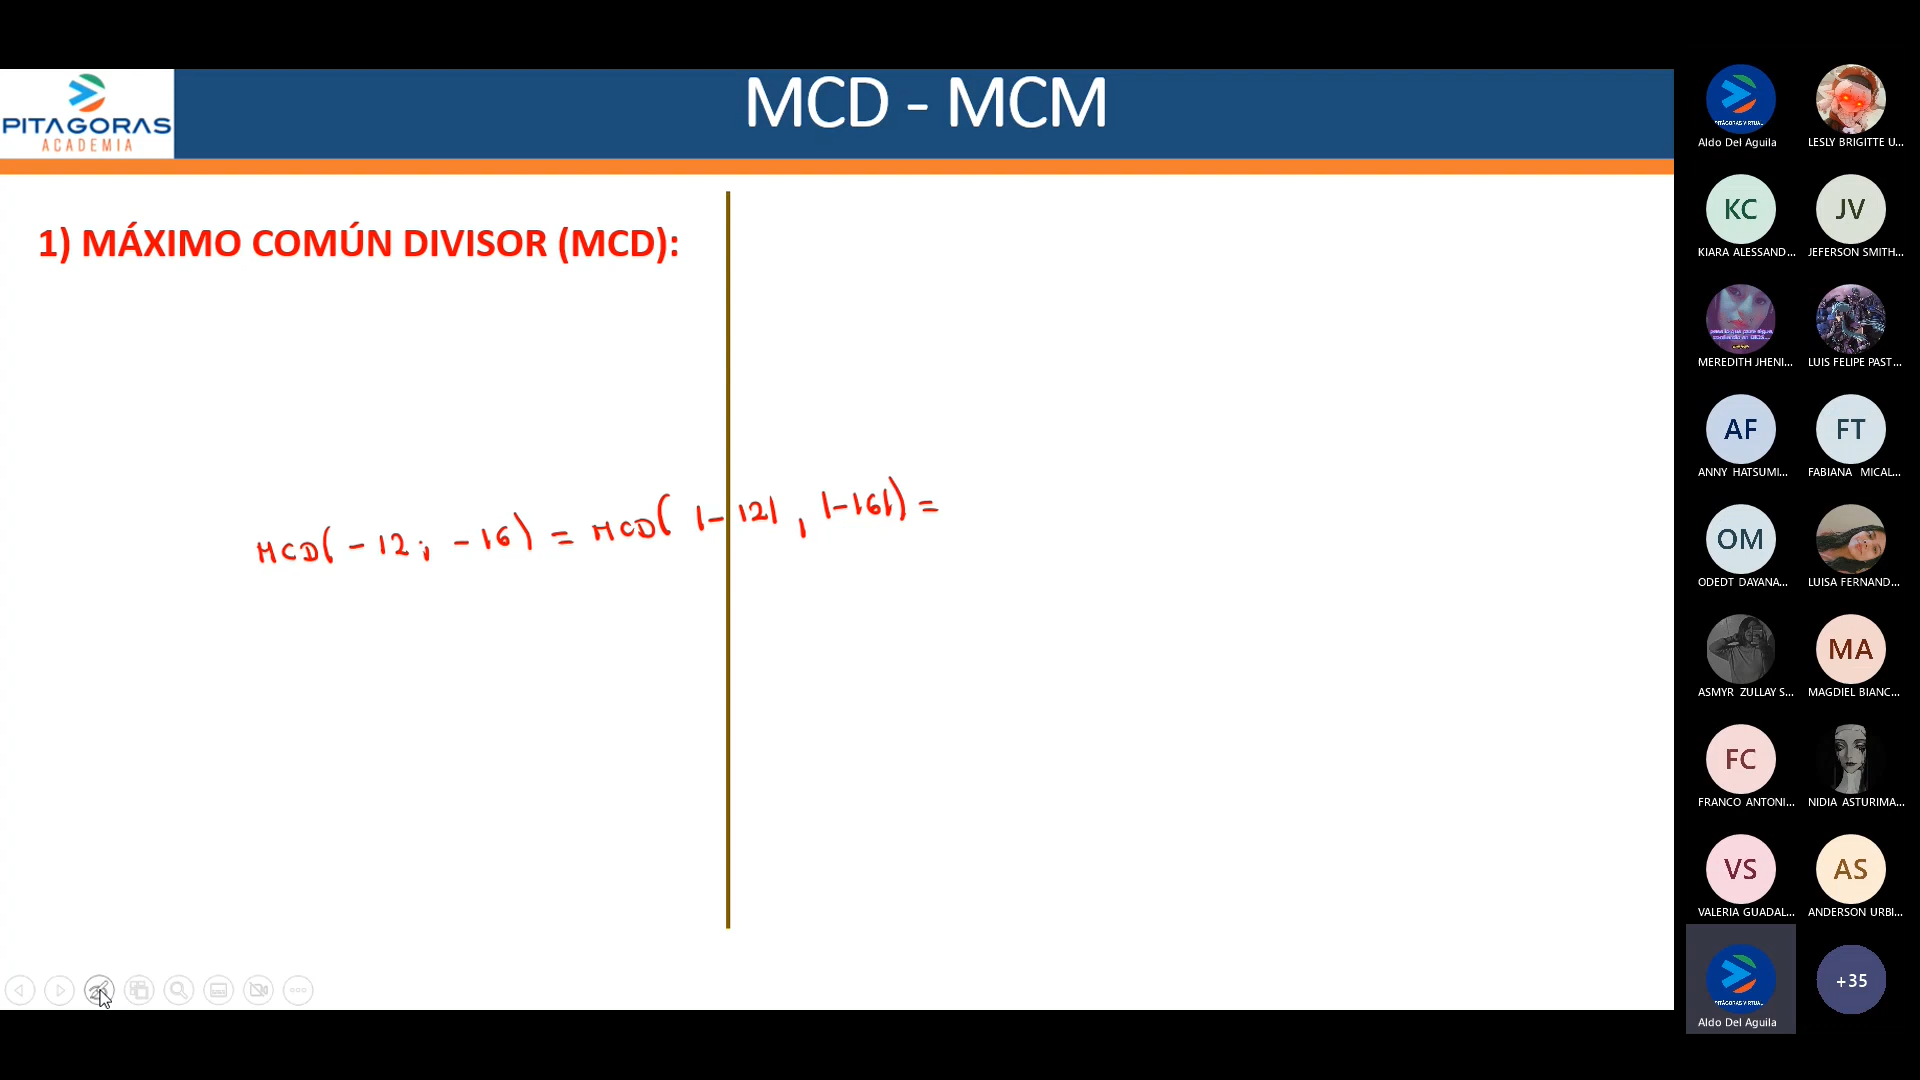 PITAGORAS
ACADEMIA
MCD - MCM
1) MÁXIMO COMÚN DIVISOR (MCD):
MCD(-12; -16) = MCD( |-12| , |-16|) =
Aldo Del Aguila
LESLY BRIGITTE U...
KC
KIARA ALESSAND...
JV
JEFERSON SMITH...
MEREDITH JHENI...
LUIS FELIPE PAST...
AF
ANNY HATSUMI...
FT
FABIANA MICAL...
OM
ODEDT DAYANA...
LUISA FERNAND...
ASMYR ZULLAY S...
MA
MAGDIEL BIANC...
FC
FRANCO ANTONI...
NIDIA ASTURIMA...
VS
VALERIA GUADAL...
AS
ANDERSON URBI...
PITÁGORAS VIRTUAL
Aldo Del Aguila
+35